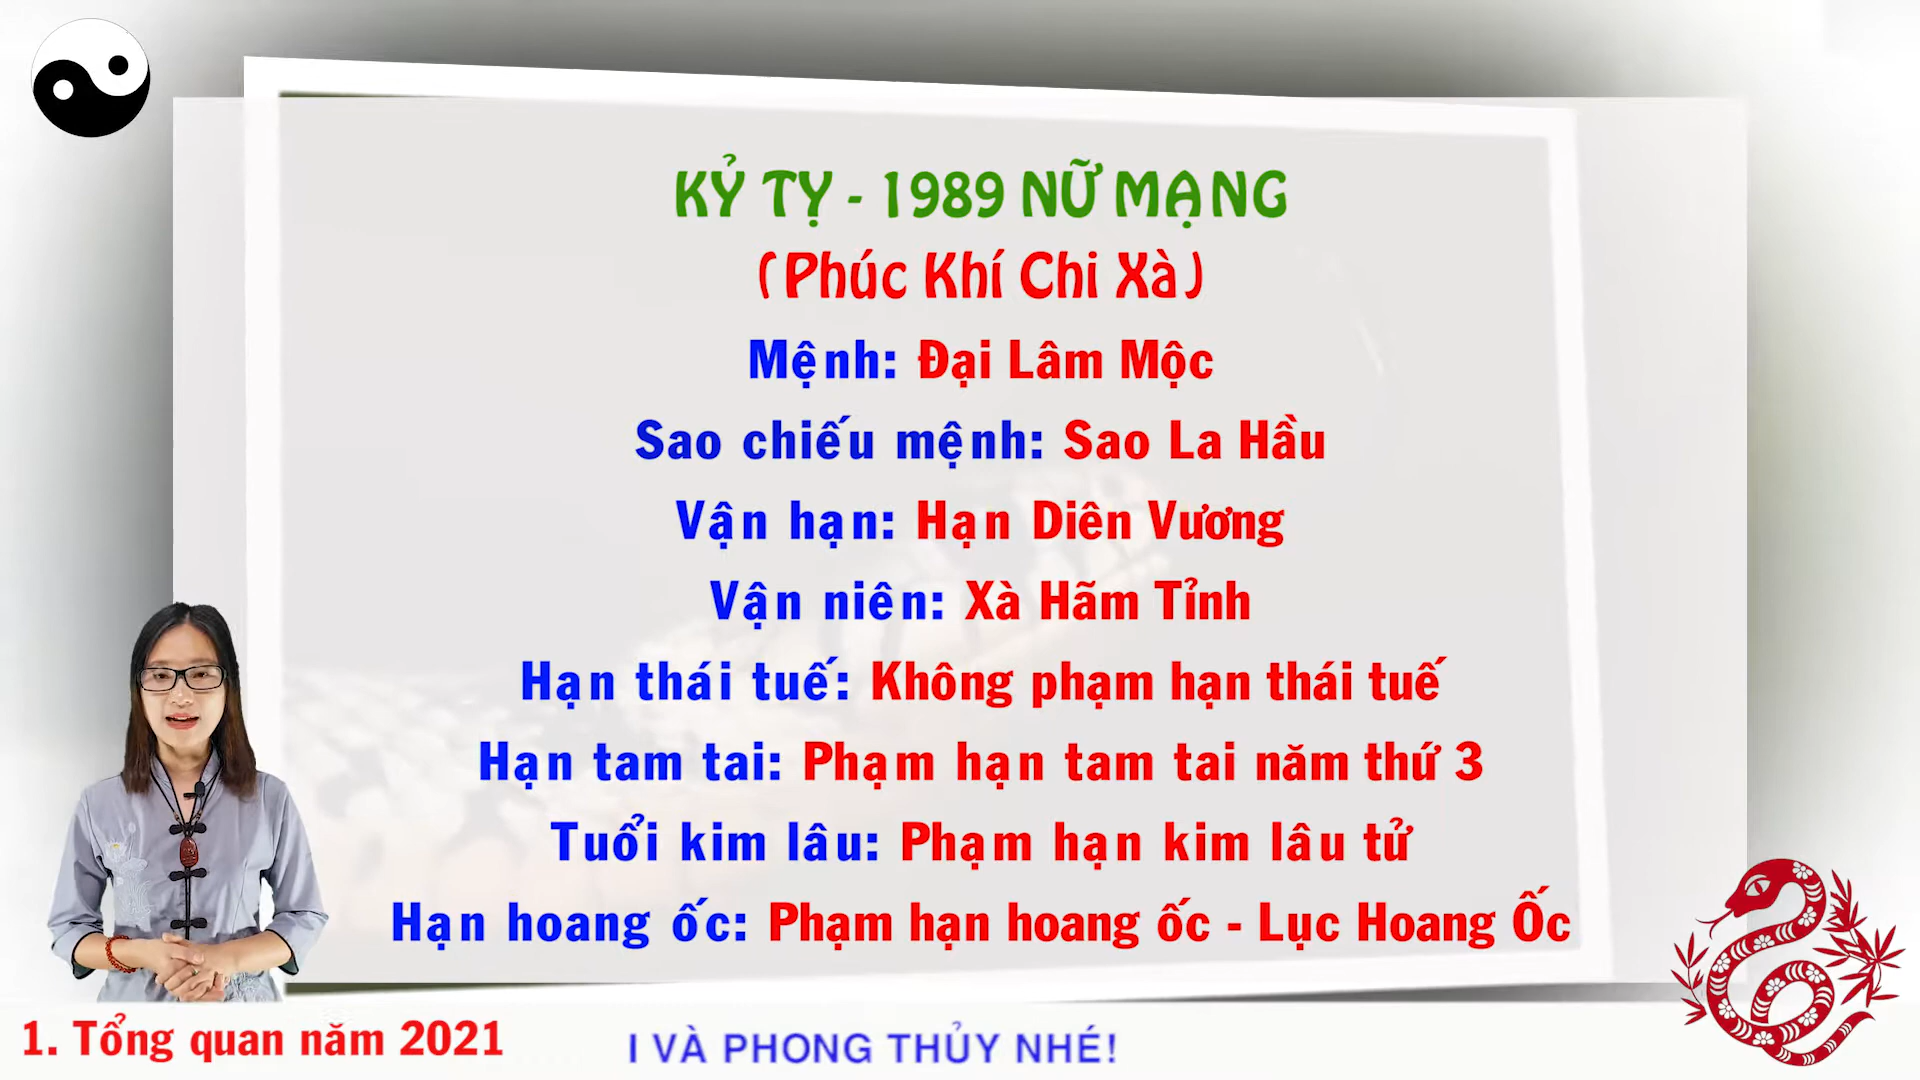 KỶ TỴ - 1989 NỮ MẠNG
(Phúc Khí Chi Xà)
Mệnh: Đại Lâm Mộc
Sao chiếu mệnh: Sao La Hầu
Vận hạn: Hạn Diên Vương
Vận niên: Xà Hãm Tỉnh
Hạn thái tuế: Không phạm hạn thái tuế
Hạn tam tai: Phạm hạn tam tai năm thứ 3
Tuổi kim lâu: Phạm hạn kim lâu tử
Hạn hoang ốc: Phạm hạn hoang ốc - Lục Hoang Ốc
1. Tổng quan năm 2021
I VÀ PHONG THỦY NHÉ!